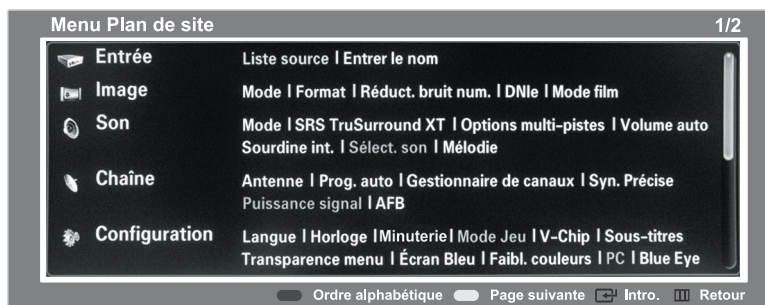 Menu Plan de site 1/2
Entrée Liste source | Entrer le nom
Image Mode | Format | Réduct. bruit num. | DNIe | Mode film
Son Mode | SRS TruSurround XT | Options multi-pistes | Volume auto
Sourdine int. | Sélect. son | Mélodie
Chaîne Antenne | Prog. auto | Gestionnaire de canaux | Syn. Précise
Puissance signal | AFB
Configuration Langue | Horloge | Minuterie | Mode Jeu | V-Chip | Sous-titres
Transparence menu | Écran Bleu | Faibl. couleurs | PC | Blue Eye
Ordre alphabétique Page suivante Intro. Retour